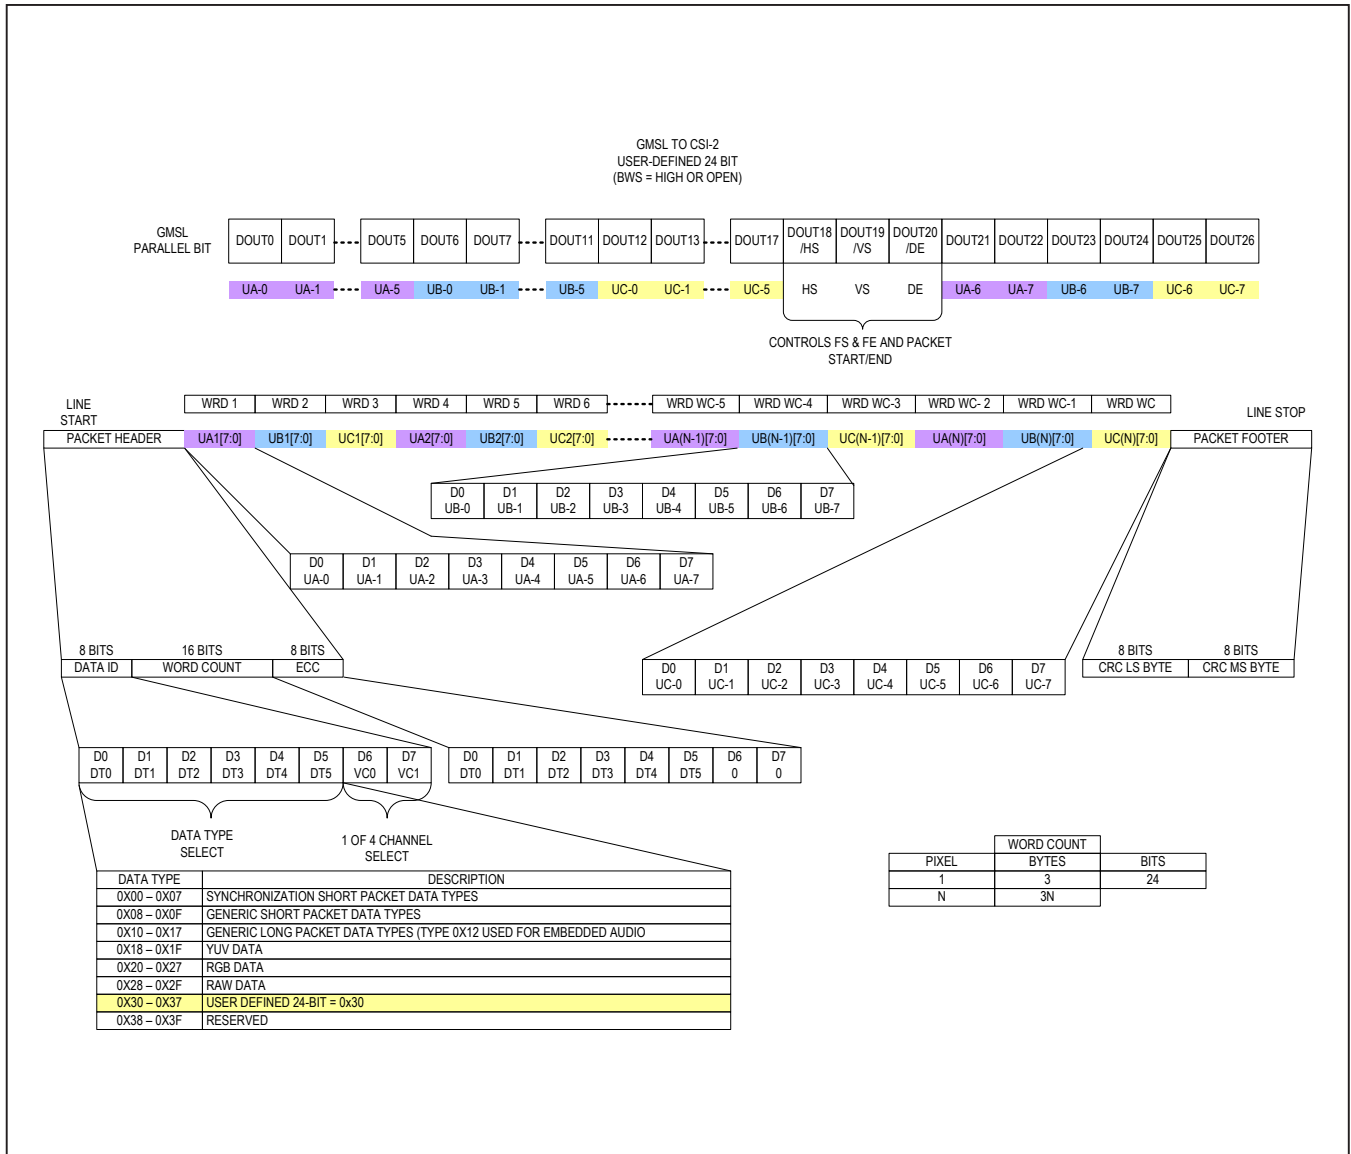 GMSL TO CSI-2
USER-DEFINED 24 BIT
(BWS = HIGH OR OPEN)
GMSL
PARALLEL BIT
DOUT0 DOUT1 DOUT5 DOUT6 DOUT7 DOUT11 DOUT12 DOUT13 DOUT17 DOUT18 /HS DOUT19 /VS DOUT20 /DE DOUT21 DOUT22 DOUT23 DOUT24 DOUT25 DOUT26
UA-0 UA-1 UA-5 UB-0 UB-1 UB-5 UC-0 UC-1 UC-5 HS VS DE UA-6 UA-7 UB-6 UB-7 UC-6 UC-7
CONTROLS FS & FE AND PACKET
START/END
LINE
START
WRD 1 WRD 2 WRD 3 WRD 4 WRD 5 WRD 6 WRD WC-5 WRD WC-4 WRD WC-3 WRD WC- 2 WRD WC-1 WRD WC
LINE STOP
PACKET HEADER UA1[7:0] UB1[7:0] UC1[7:0] UA2[7:0] UB2[7:0] UC2[7:0] UA(N-1)[7:0] UB(N-1)[7:0] UC(N-1)[7:0] UA(N)[7:0] UB(N)[7:0] UC(N)[7:0] PACKET FOOTER
D0 D1 D2 D3 D4 D5 D6 D7
UB-0 UB-1 UB-2 UB-3 UB-4 UB-5 UB-6 UB-7
D0 D1 D2 D3 D4 D5 D6 D7
UA-0 UA-1 UA-2 UA-3 UA-4 UA-5 UA-6 UA-7
8 BITS 16 BITS 8 BITS
DATA ID WORD COUNT ECC
D0 D1 D2 D3 D4 D5 D6 D7
UC-0 UC-1 UC-2 UC-3 UC-4 UC-5 UC-6 UC-7
8 BITS 8 BITS
CRC LS BYTE CRC MS BYTE
D0 D1 D2 D3 D4 D5 D6 D7
DT0 DT1 DT2 DT3 DT4 DT5 VC0 VC1
D0 D1 D2 D3 D4 D5 D6 D7
DT0 DT1 DT2 DT3 DT4 DT5 0 0
DATA TYPE
SELECT
1 OF 4 CHANNEL
SELECT
DATA TYPE DESCRIPTION
0X00 – 0X07 SYNCHRONIZATION SHORT PACKET DATA TYPES
0X08 – 0X0F GENERIC SHORT PACKET DATA TYPES
0X10 – 0X17 GENERIC LONG PACKET DATA TYPES (TYPE 0X12 USED FOR EMBEDDED AUDIO
0X18 – 0X1F YUV DATA
0X20 – 0X27 RGB DATA
0X28 – 0X2F RAW DATA
0X30 – 0X37 USER DEFINED 24-BIT = 0x30
0X38 – 0X3F RESERVED
WORD COUNT
PIXEL BYTES BITS
1 3 24
N 3N